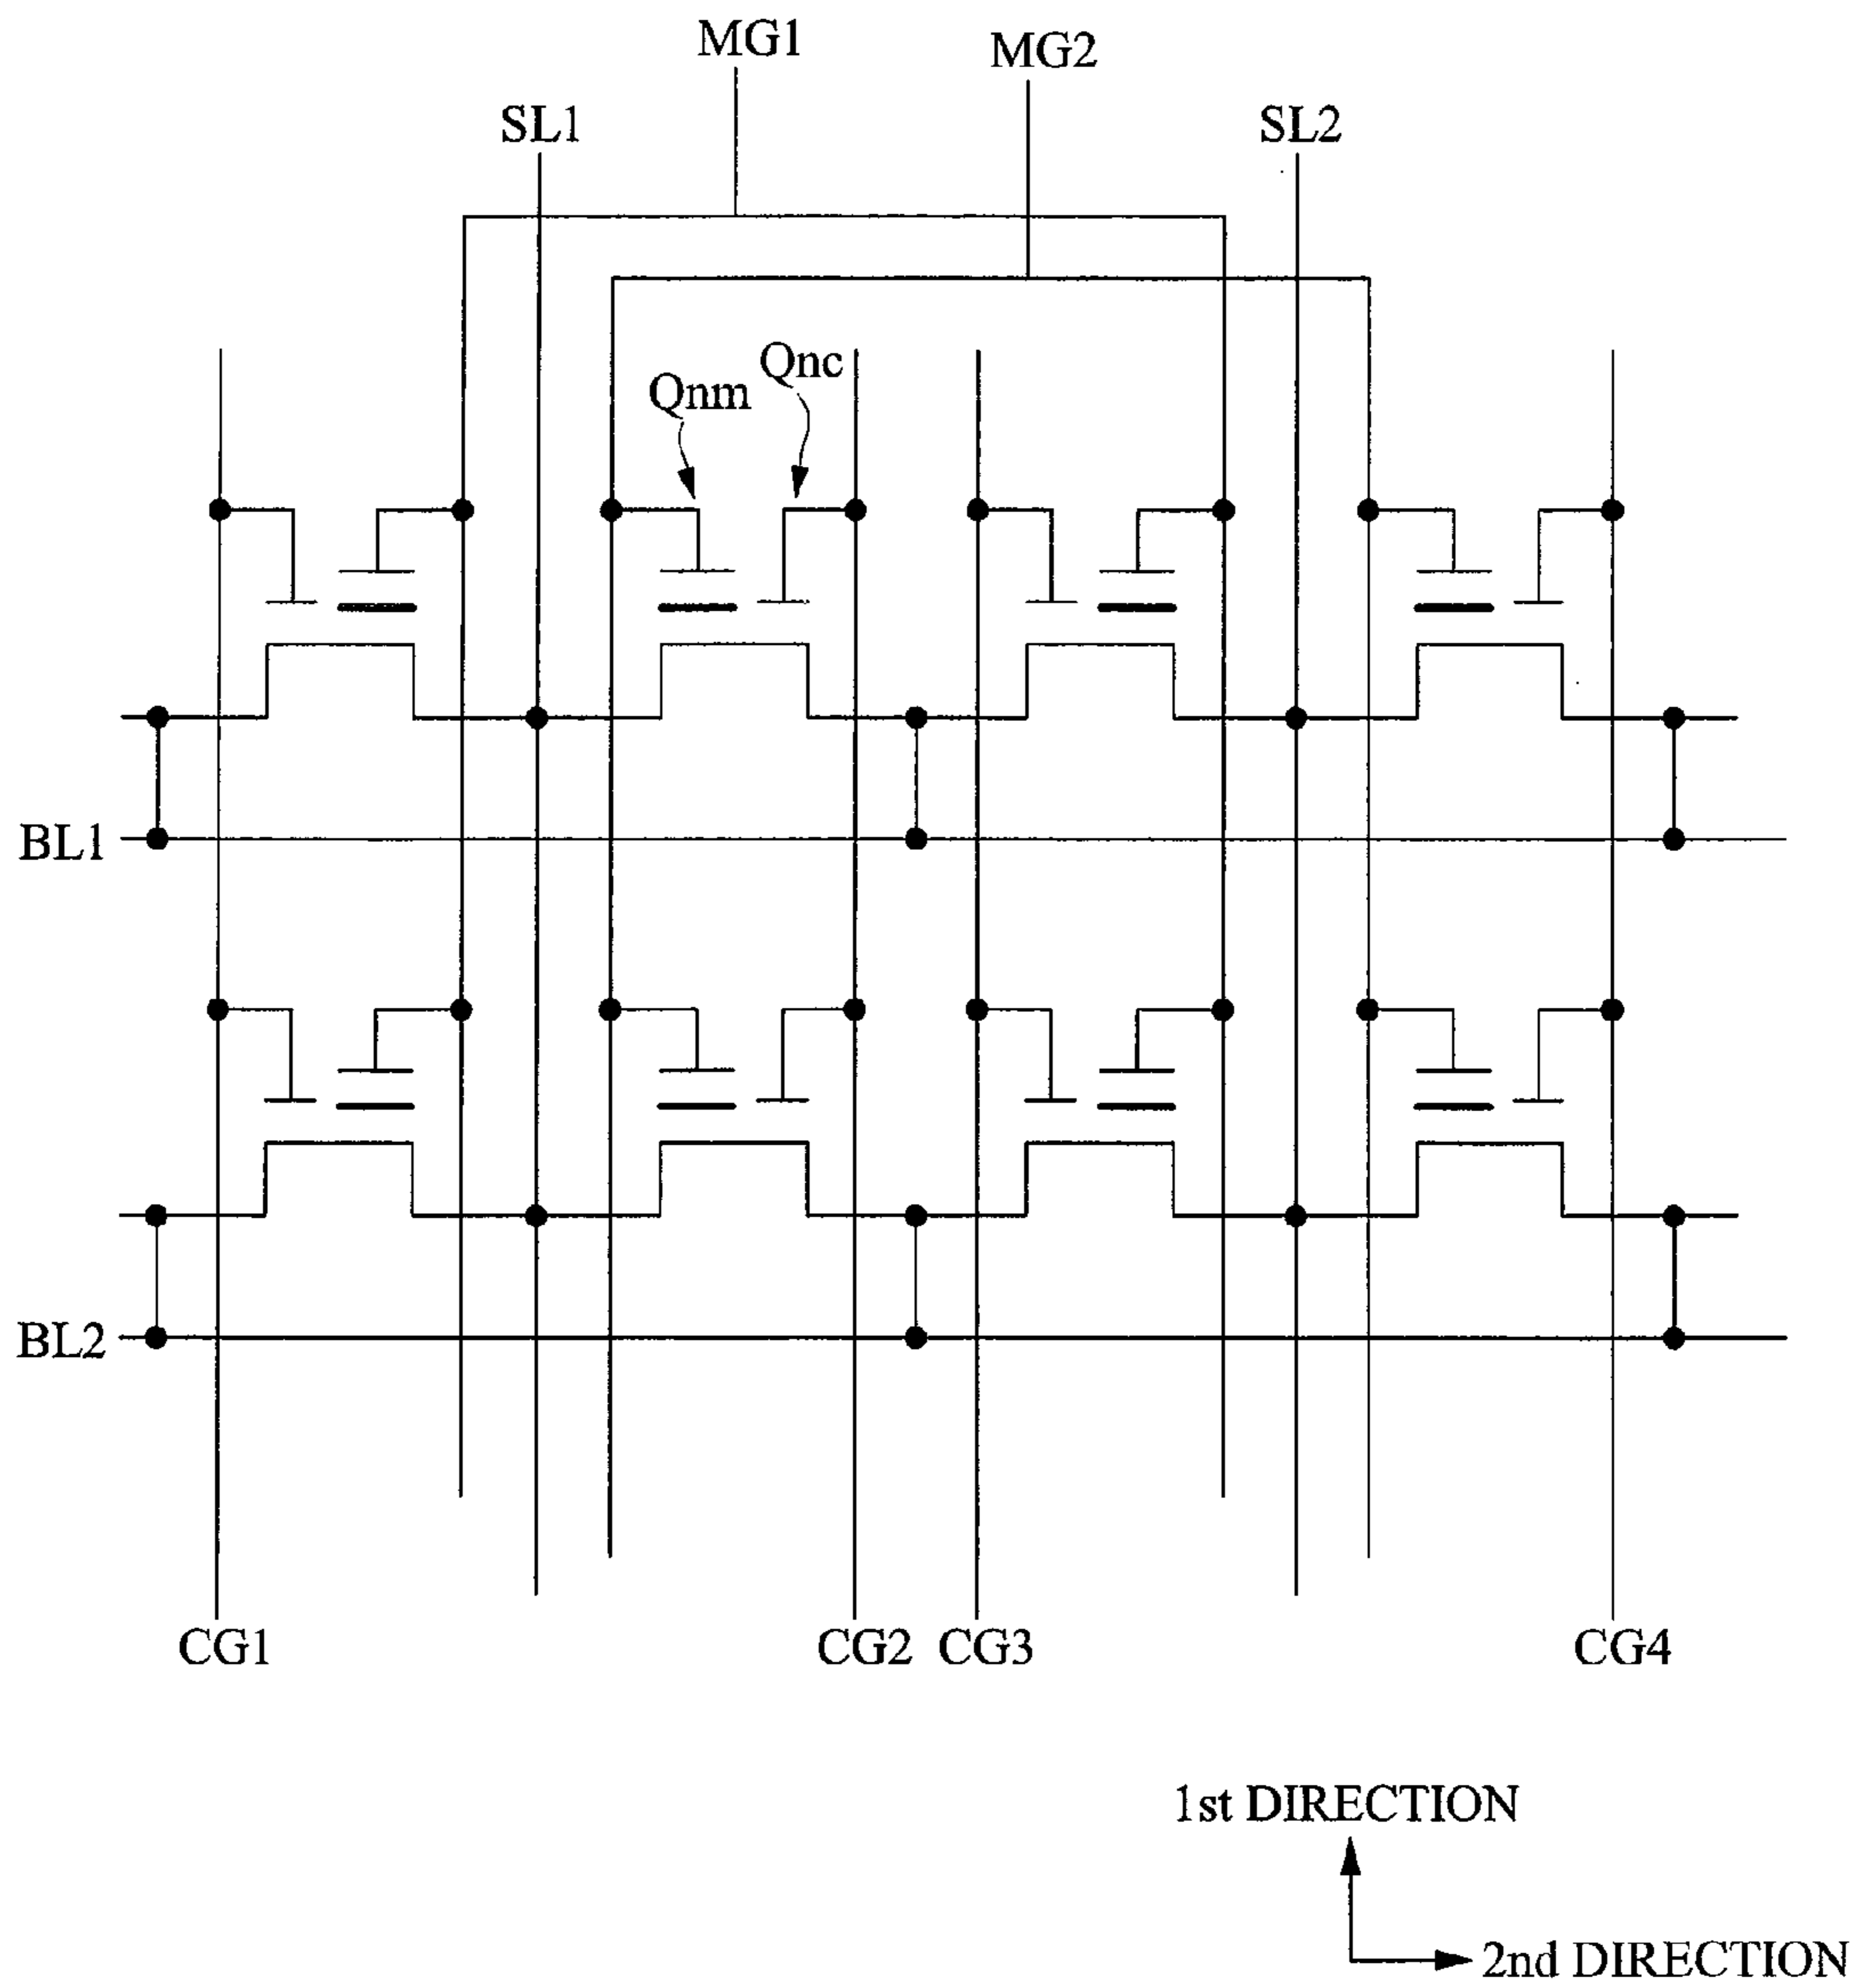 MG1
MG2
SL1
SL2
Qnc
Qnm
BL1
BL2
CG1
CG2
CG3
CG4
1st DIRECTION
2nd DIRECTION